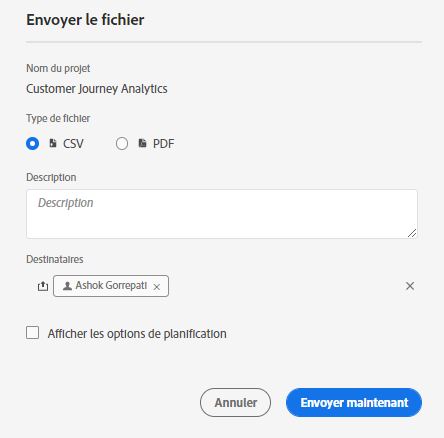 Envoyer le fichier
Nom du projet
Customer Journey Analytics
Type de fichier
CSV PDF
Description
Description
Destinataires
Ashok Gorrepati
Afficher les options de planification
Annuler Envoyer maintenant